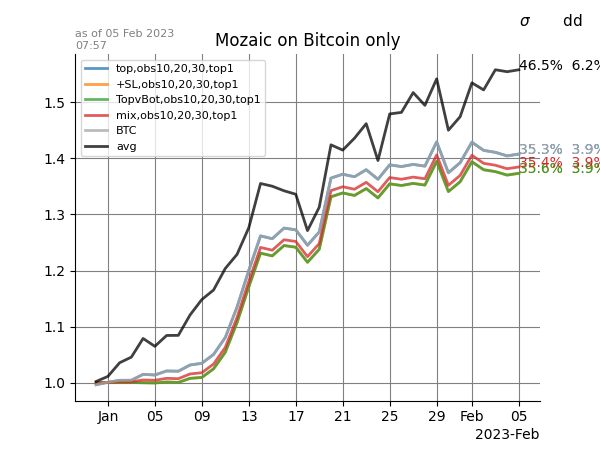 σ dd
as of 05 Feb 2023
07:57
Mozaic on Bitcoin only
top,obs10,20,30,top1
+SL,obs10,20,30,top1
TopvBot,obs10,20,30,top1
mix,obs10,20,30,top1
BTC
avg
46.5% 6.2%
35.3% 3.9%
35.4% 3.8%
35.6% 3.9%
1.5
1.4
1.3
1.2
1.1
1.0
Jan 05 09 13 17 21 25 29 Feb 05
2023-Feb